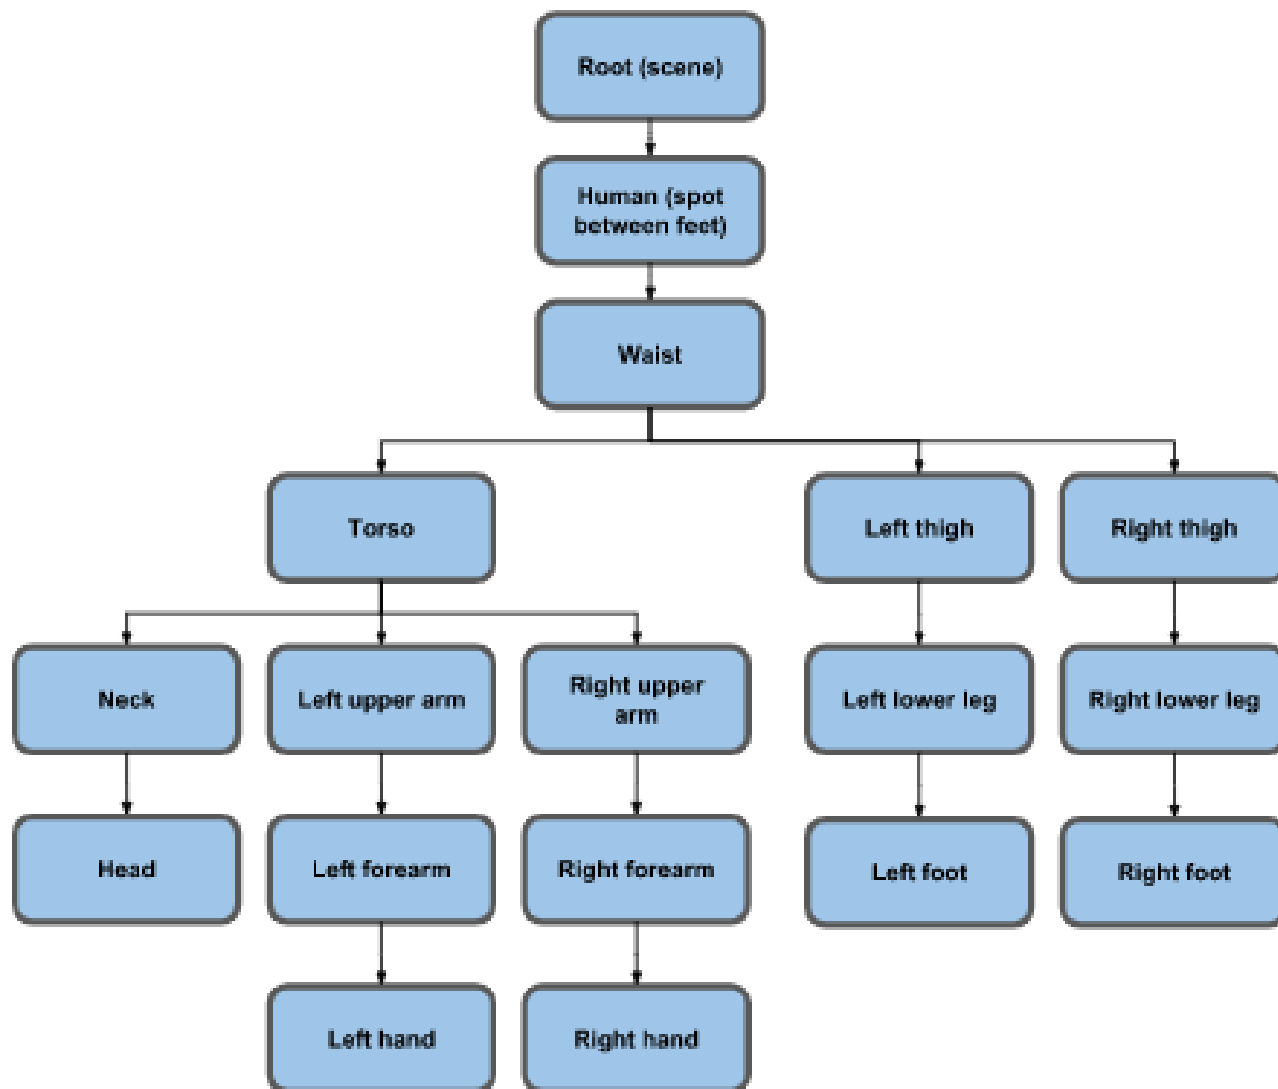 Root (scene)
Human (spot
between feet)
Waist
Torso
Left thigh
Right thigh
Neck
Left upper arm
Right upper
arm
Left lower leg
Right lower leg
Head
Left forearm
Right forearm
Left foot
Right foot
Left hand
Right hand